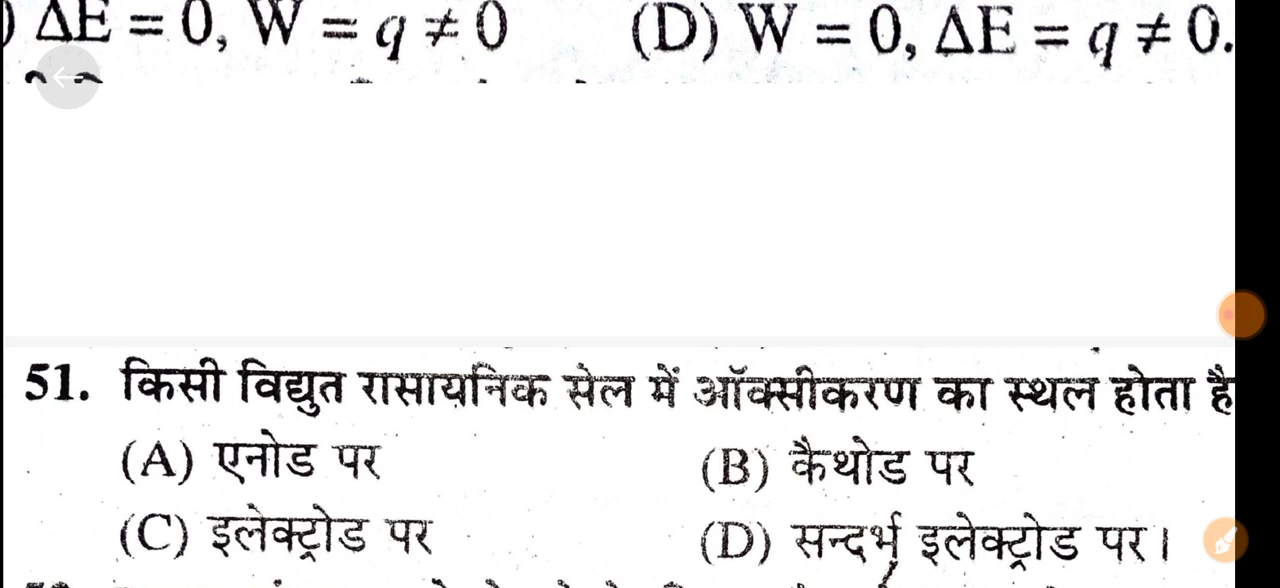 ) ΔE = 0, W = q ≠ 0 (D) W = 0, ΔE = q ≠ 0.
51. किसी विद्युत रासायनिक सेल में ऑक्सीकरण का स्थल होता है
(A) एनोड पर (B) कैथोड पर
(C) इलेक्ट्रोड पर (D) सन्दर्भ इलेक्ट्रोड पर।